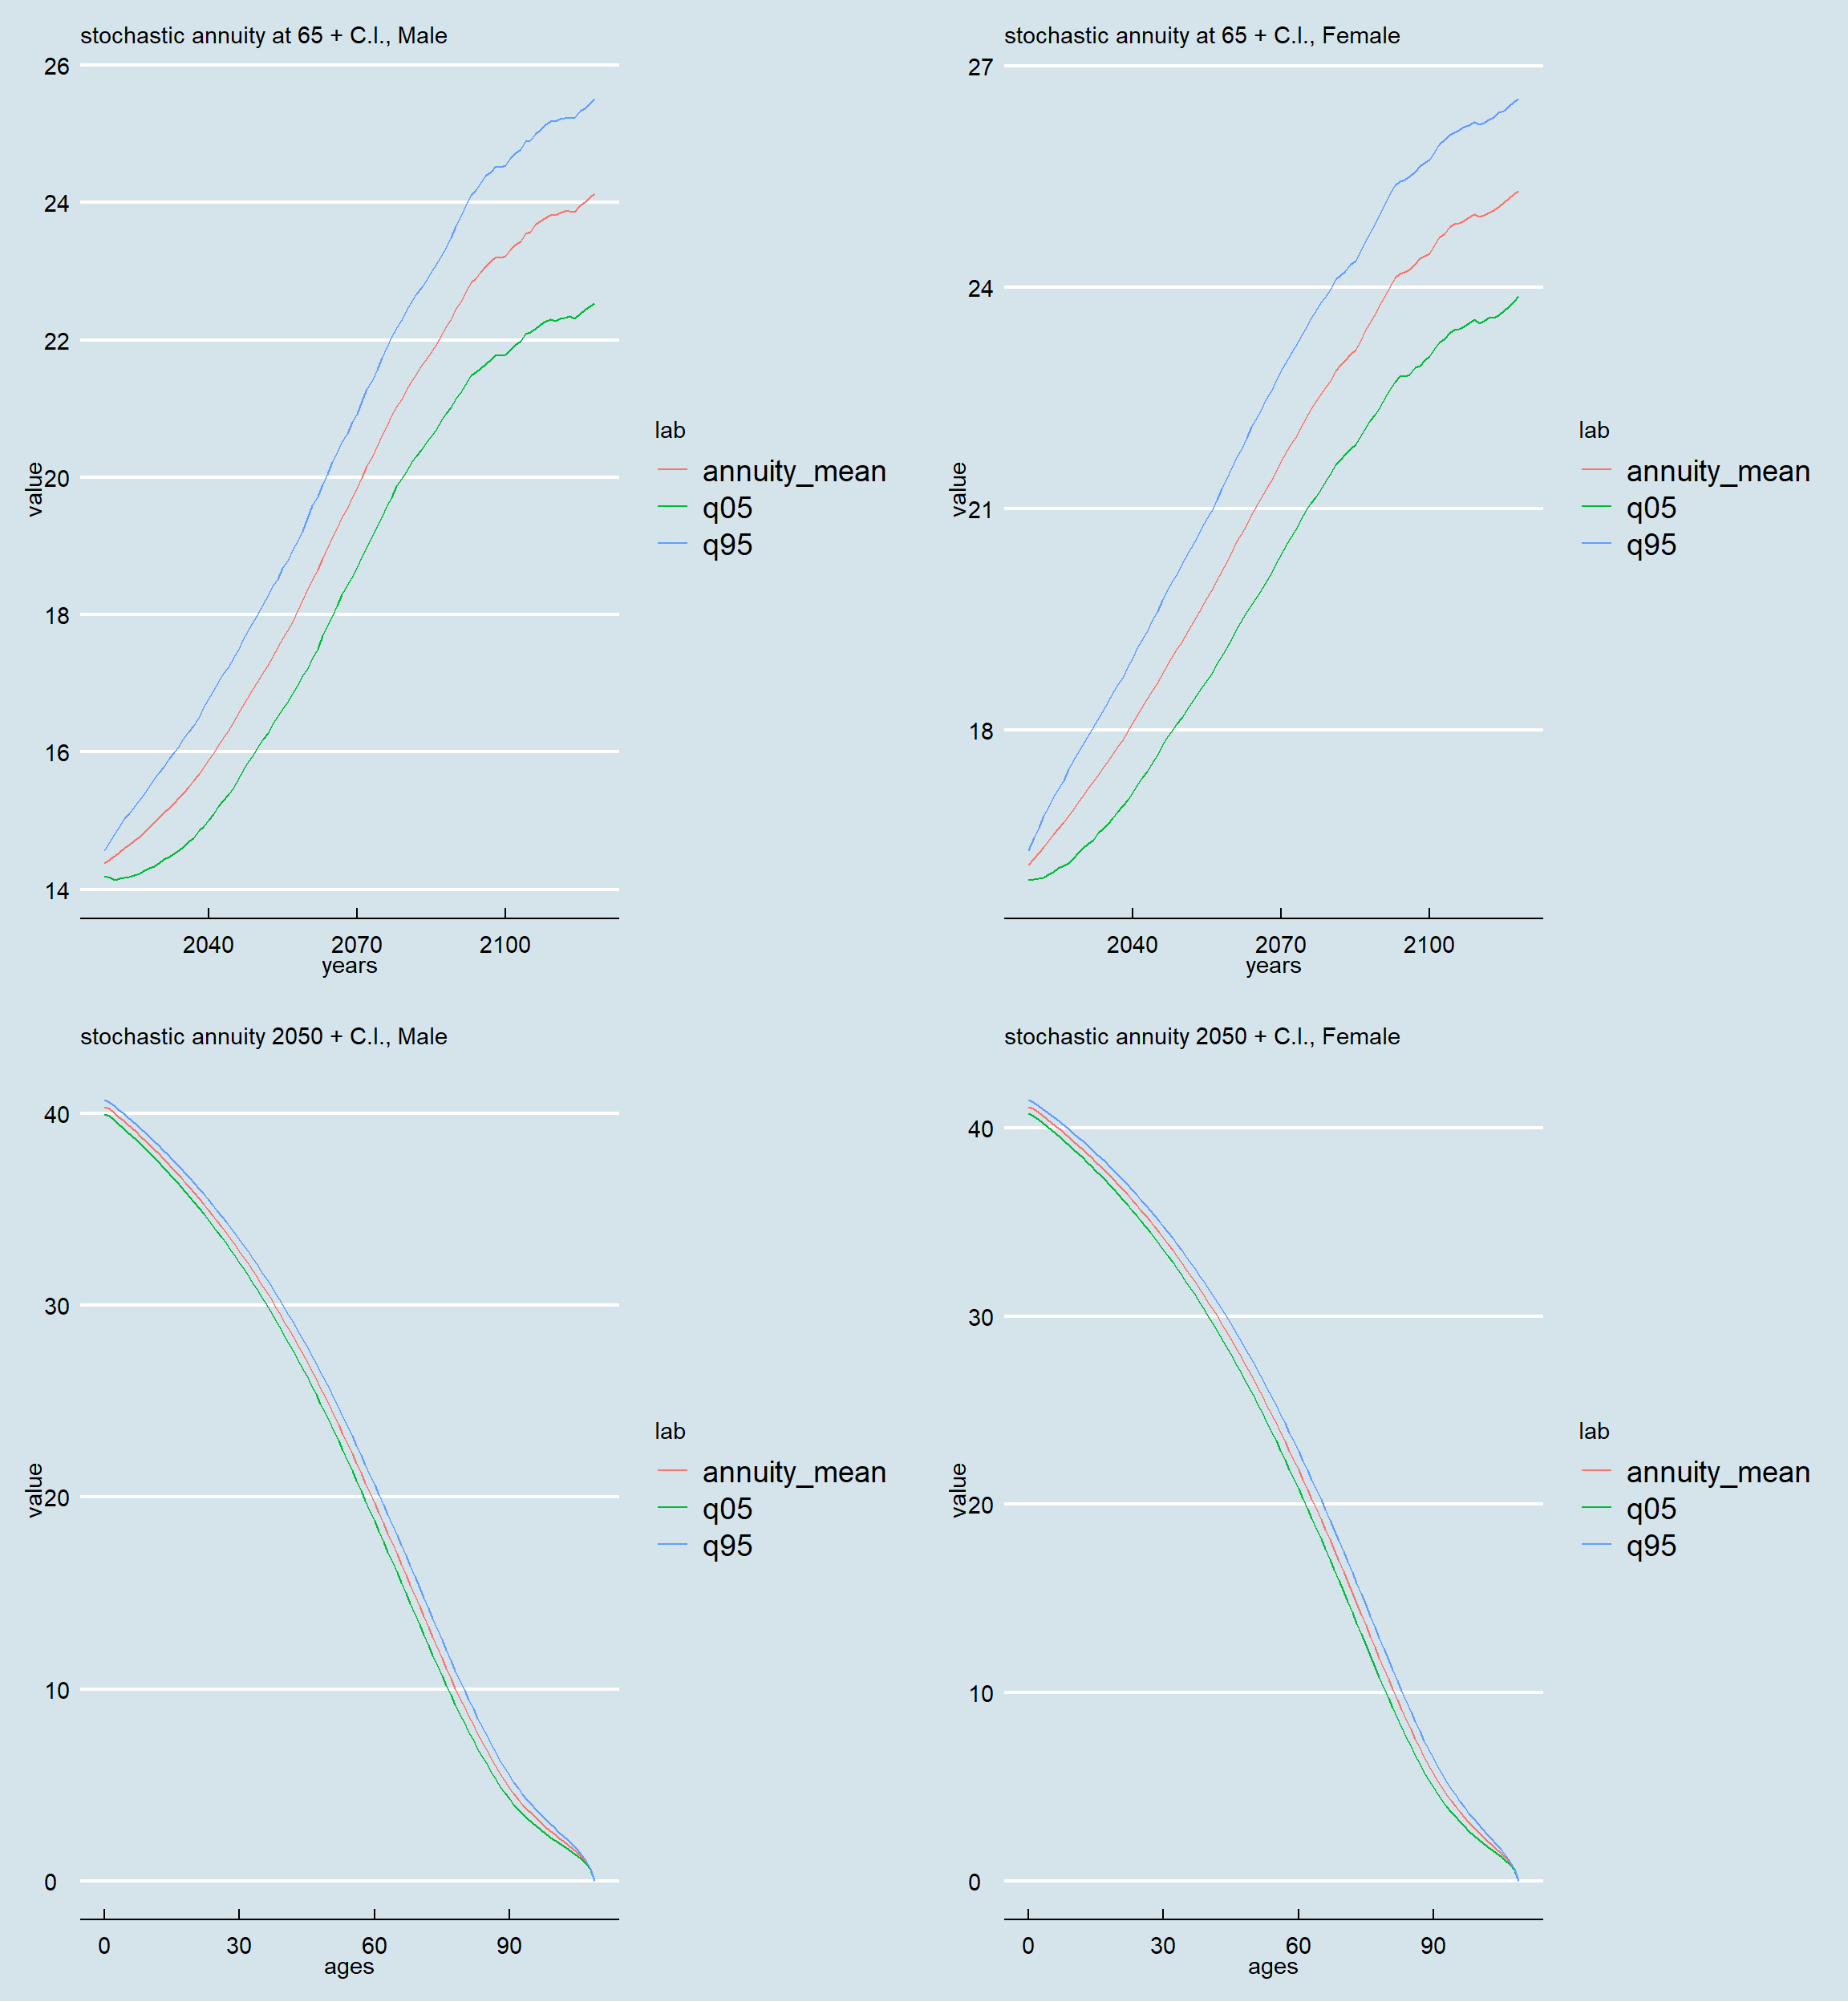 stochastic annuity at 65 + C.I., Male
26
24
22
20
18
16
14
value
2040
2070
2100
years
lab
annuity_mean
q05
q95
stochastic annuity at 65 + C.I., Female
27
24
21
18
value
2040
2070
2100
years
lab
annuity_mean
q05
q95
stochastic annuity 2050 + C.I., Male
40
30
20
10
0
value
0
30
60
90
ages
lab
annuity_mean
q05
q95
stochastic annuity 2050 + C.I., Female
40
30
20
10
0
value
0
30
60
90
ages
lab
annuity_mean
q05
q95